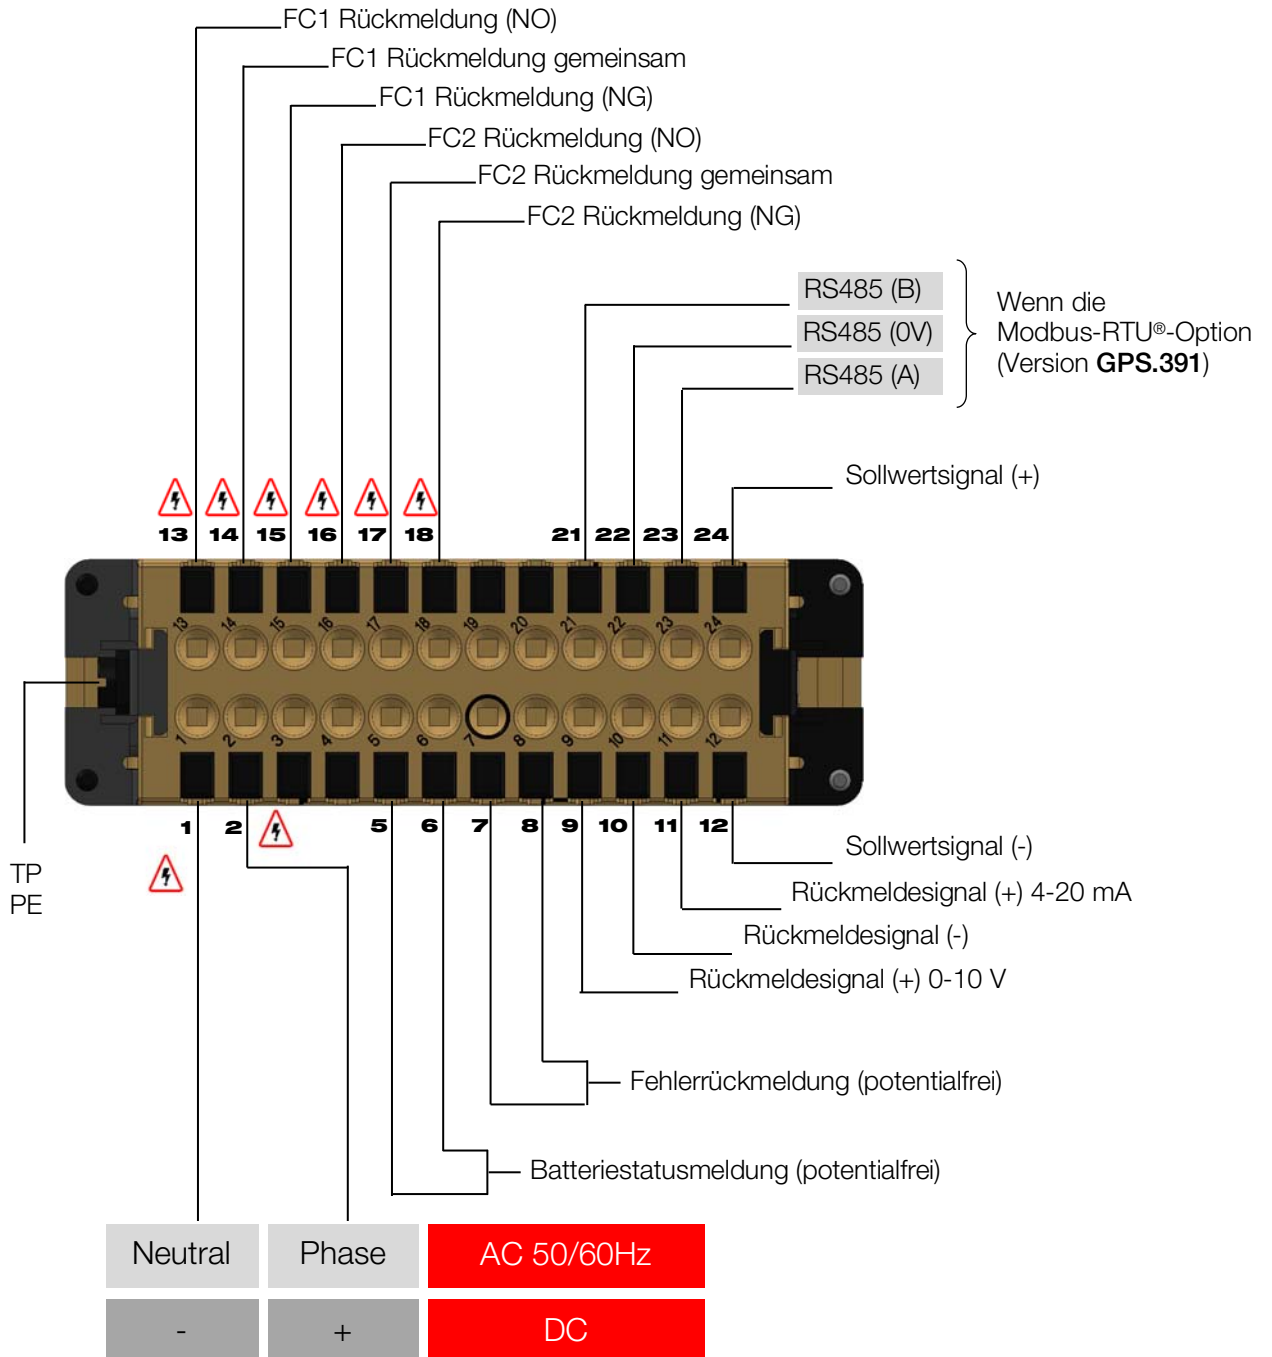 FC1 Rückmeldung (NO)
FC1 Rückmeldung gemeinsam
FC1 Rückmeldung (NG)
FC2 Rückmeldung (NO)
FC2 Rückmeldung gemeinsam
FC2 Rückmeldung (NG)
RS485 (B)
RS485 (0V)
RS485 (A)
Wenn die
Modbus-RTU®-Option
(Version GPS.391)
Sollwertsignal (+)
13 14 15 16 17 18 21 22 23 24
13 14 15 16 17 18 19 20 21 22 23 24
1 2 3 4 5 6 7 8 9 10 11 12
1 2 5 6 7 8 9 10 11 12
TP
PE
Sollwertsignal (-)
Rückmeldesignal (+) 4-20 mA
Rückmeldesignal (-)
Rückmeldesignal (+) 0-10 V
Fehlerrückmeldung (potentialfrei)
Batteriestatusmeldung (potentialfrei)
Neutral Phase AC 50/60Hz
- + DC